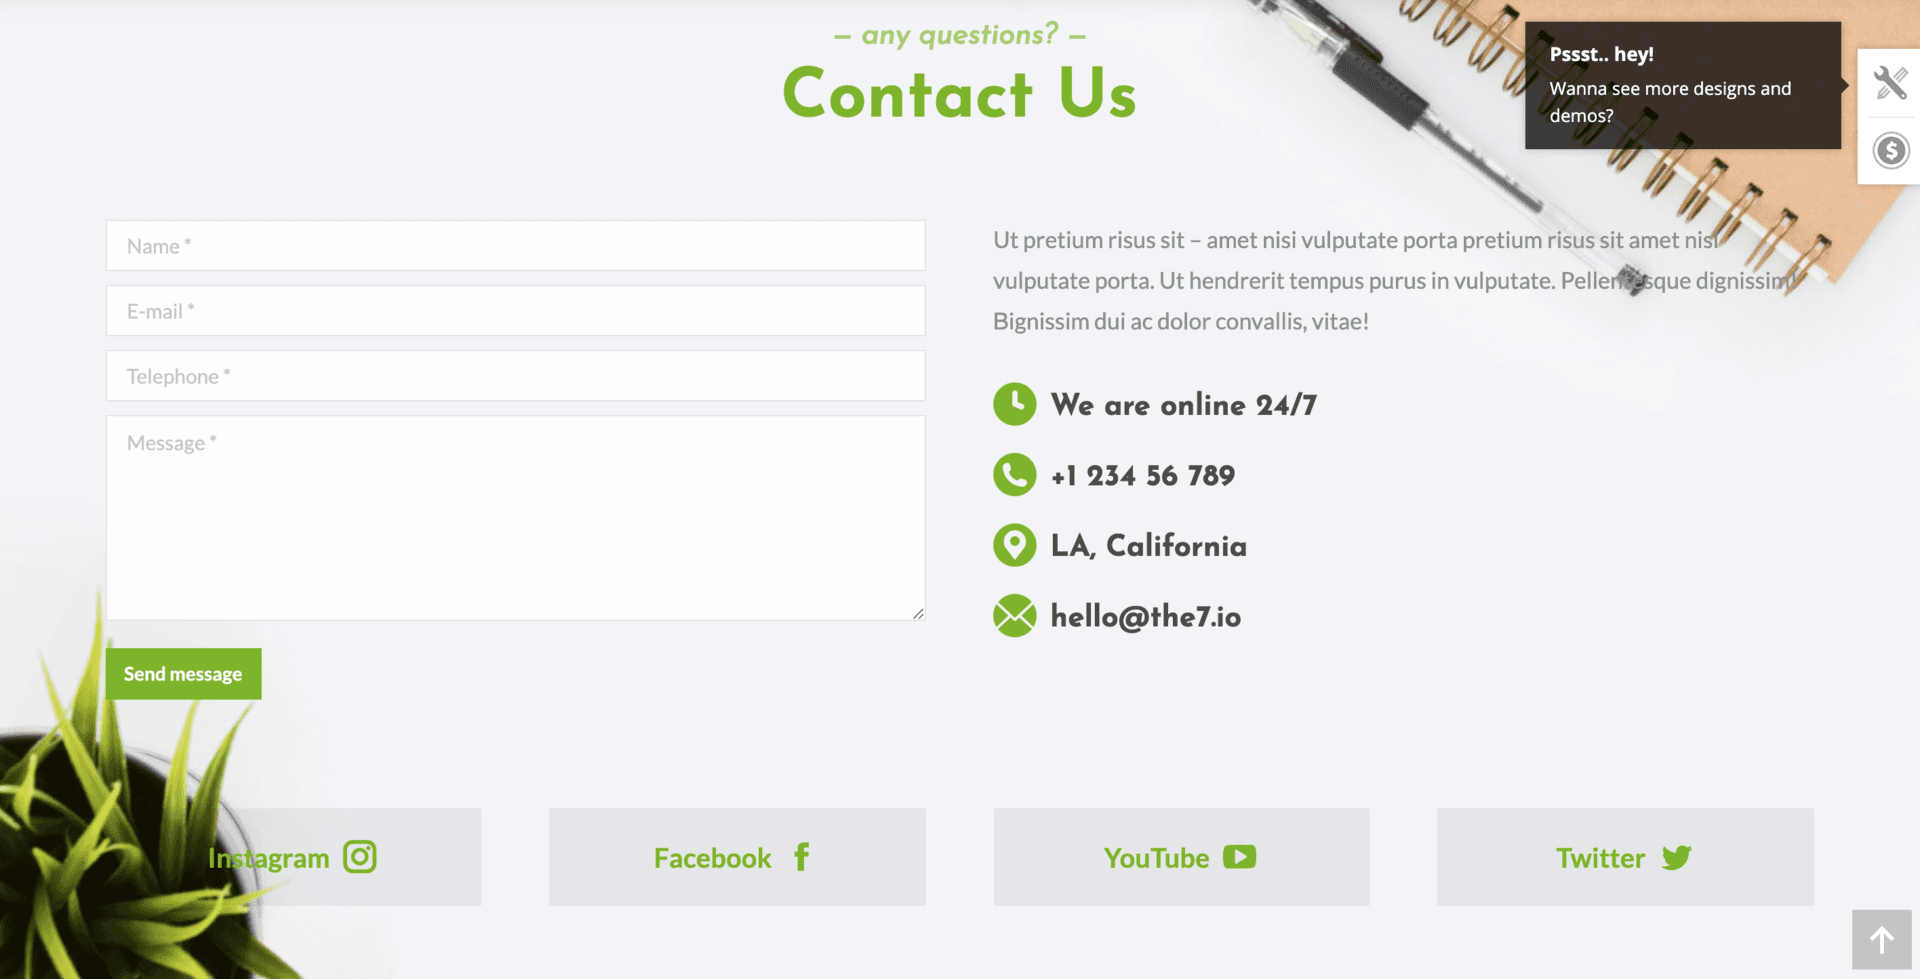 – any questions? –
Contact Us
Pssst.. hey!
Wanna see more designs and
demos?
Name *
E-mail *
Telephone *
Message *
Send message
Ut pretium risus sit – amet nisi vulputate porta pretium risus sit amet nisl
vulputate porta. Ut hendrerit tempus purus in vulputate. Pellentesque dignissim!
Bignissim dui ac dolor convallis, vitae!
We are online 24/7
+1 234 56 789
LA, California
hello@the7.io
Instagram
Facebook
YouTube
Twitter